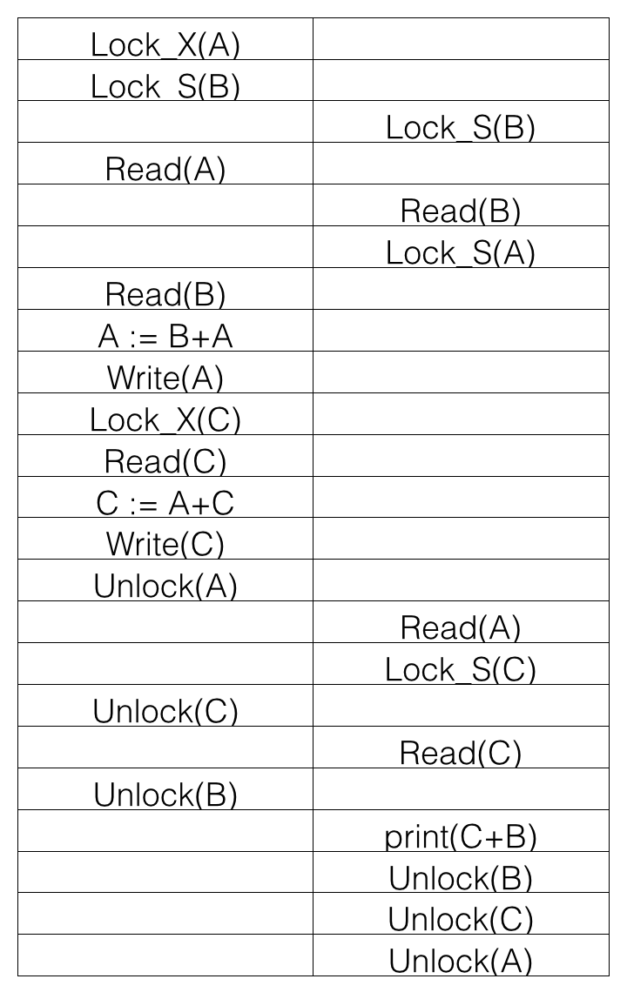 Lock_X(A)
Lock_S(B)
Lock_S(B)
Read(A)
Read(B)
Lock_S(A)
Read(B)
A := B+A
Write(A)
Lock_X(C)
Read(C)
C := A+C
Write(C)
Unlock(A)
Read(A)
Lock_S(C)
Unlock(C)
Read(C)
Unlock(B)
print(C+B)
Unlock(B)
Unlock(C)
Unlock(A)